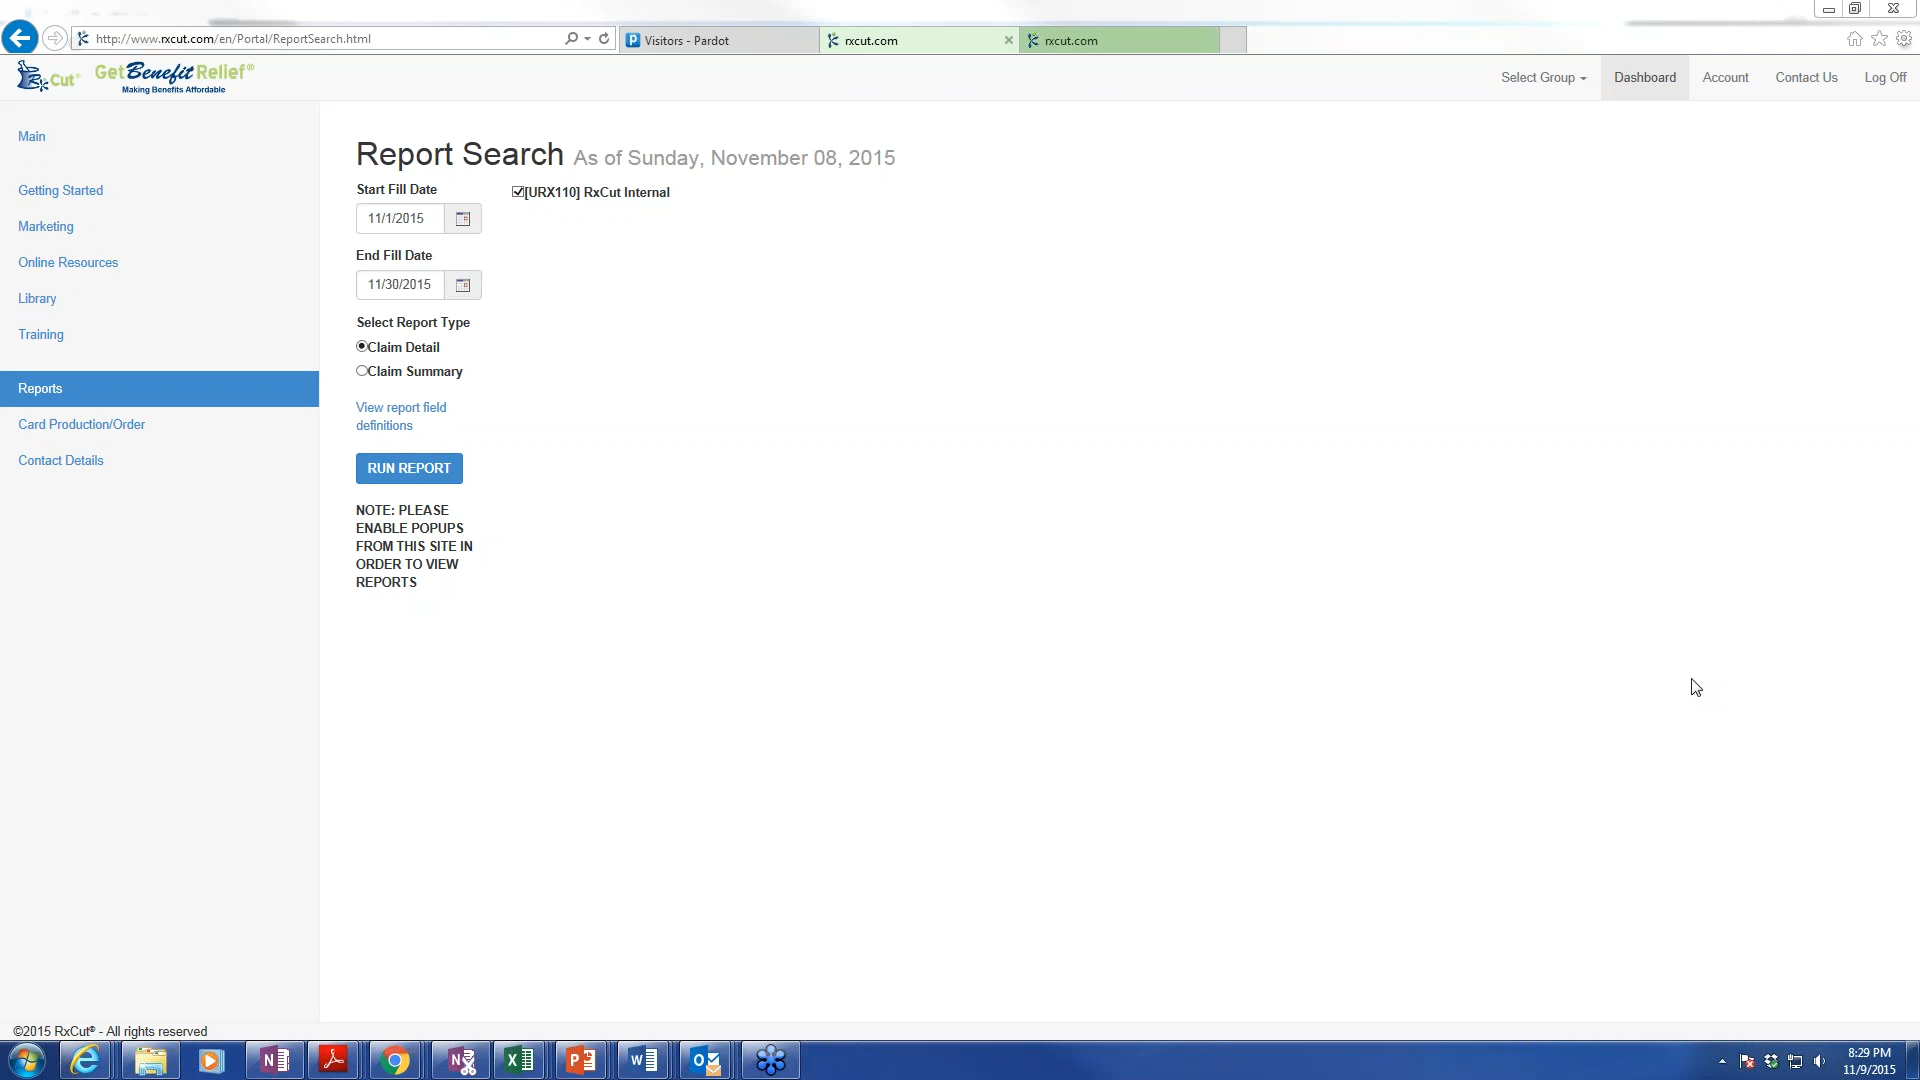 http://www.rxcut.com/en/Portal/ReportSearch.html
Visitors - Pardot
rxcut.com
rxcut.com
RxCut® GetBenefitRelief®
Making Benefits Affordable
Select Group
Dashboard
Account
Contact Us
Log Off
Main
Getting Started
Marketing
Online Resources
Library
Training
Reports
Card Production/Order
Contact Details
Report Search As of Sunday, November 08, 2015
Start Fill Date
[URX110] RxCut Internal
11/1/2015
End Fill Date
11/30/2015
Select Report Type
Claim Detail
Claim Summary
View report field
definitions
RUN REPORT
NOTE: PLEASE
ENABLE POPUPS
FROM THIS SITE IN
ORDER TO VIEW
REPORTS
©2015 RxCut® - All rights reserved
8:29 PM
11/9/2015